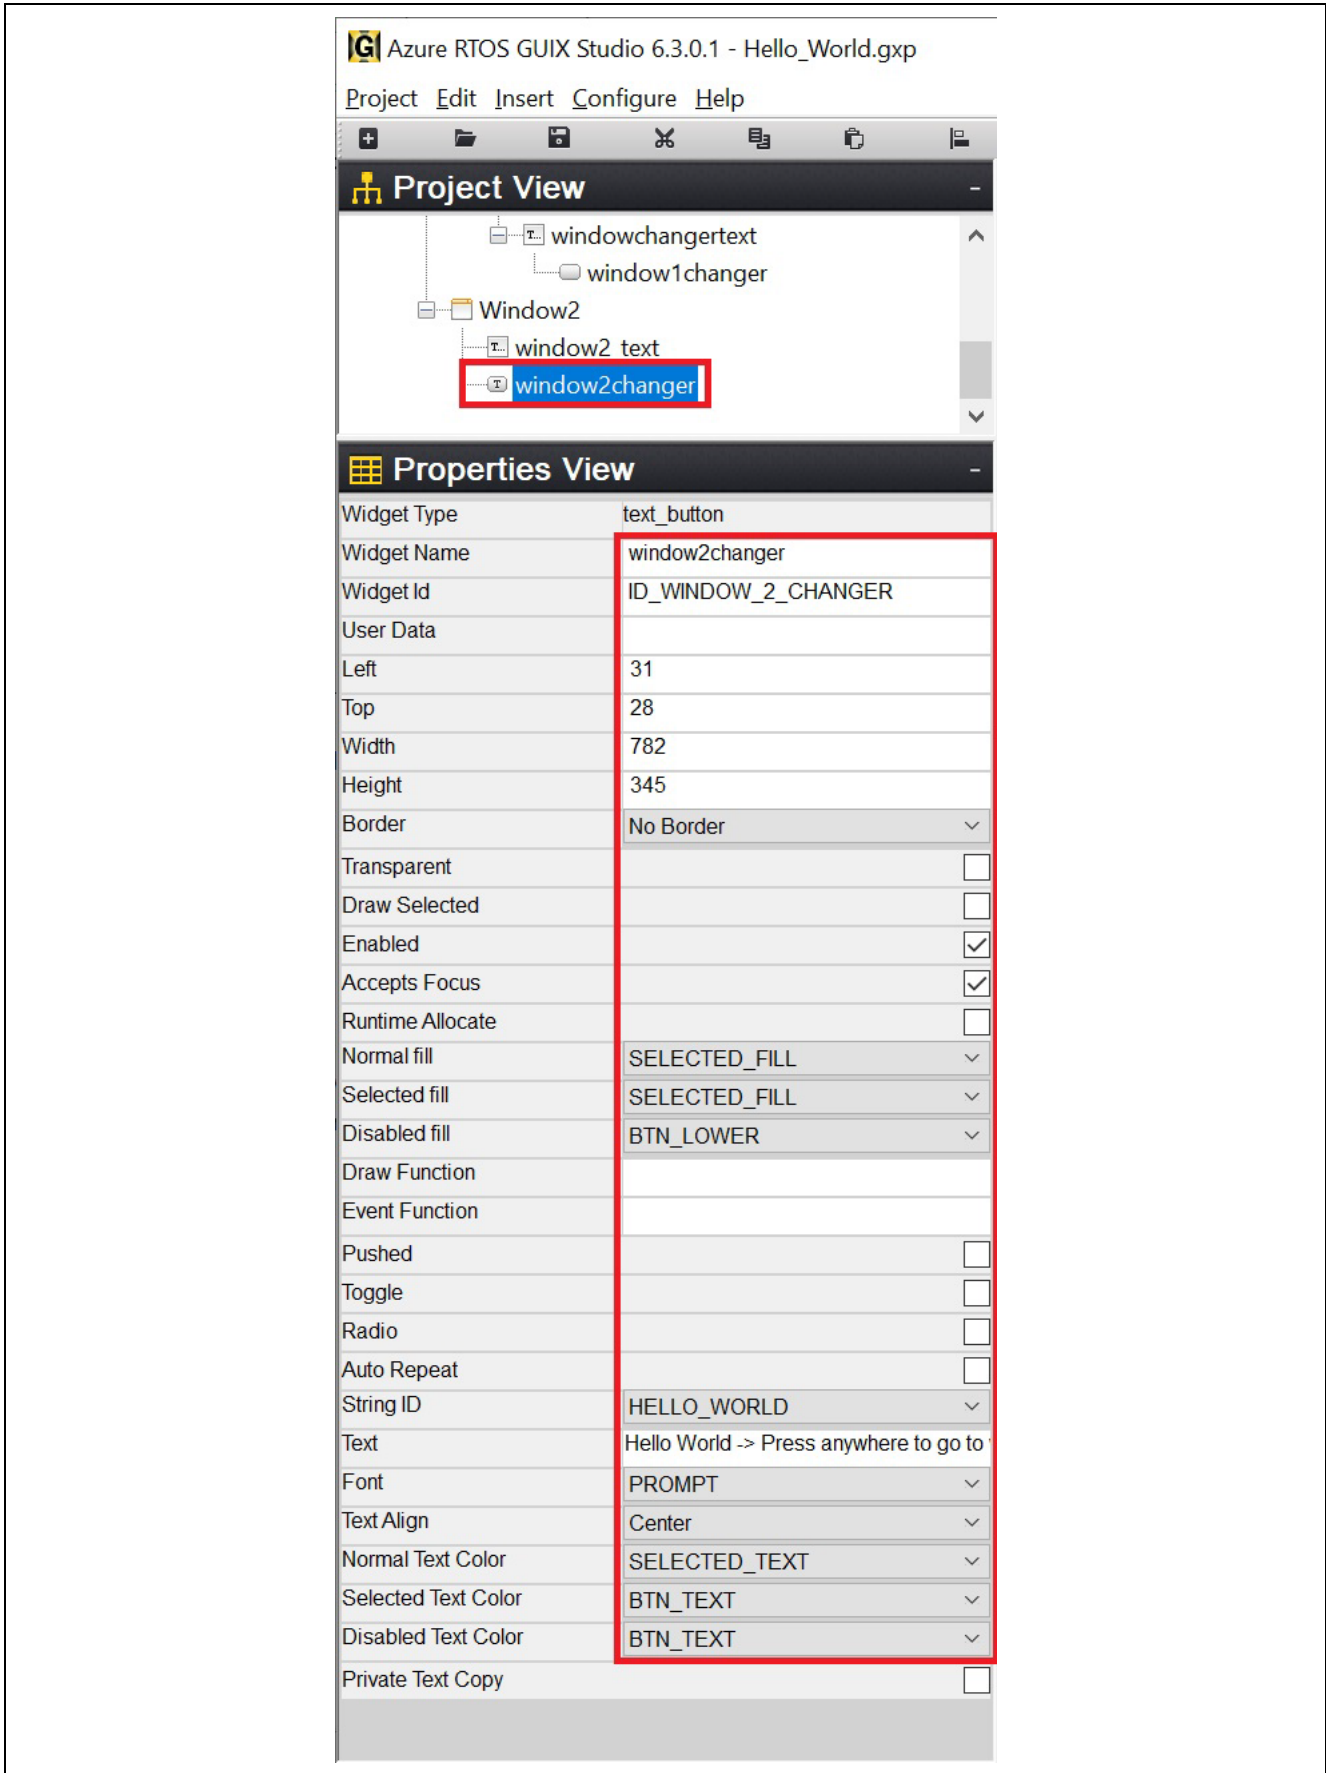 Azure RTOS GUIX Studio 6.3.0.1 - Hello_World.gxp
Project Edit Insert Configure Help
Project View
windowchangertext
window1changer
Window2
window2_text
window2changer
Properties View
Widget Type text_button
Widget Name window2changer
Widget Id ID_WINDOW_2_CHANGER
User Data
Left 31
Top 28
Width 782
Height 345
Border No Border
Transparent
Draw Selected
Enabled
Accepts Focus
Runtime Allocate
Normal fill SELECTED_FILL
Selected fill SELECTED_FILL
Disabled fill BTN_LOWER
Draw Function
Event Function
Pushed
Toggle
Radio
Auto Repeat
String ID HELLO_WORLD
Text Hello World -> Press anywhere to go to
Font PROMPT
Text Align Center
Normal Text Color SELECTED_TEXT
Selected Text Color BTN_TEXT
Disabled Text Color BTN_TEXT
Private Text Copy